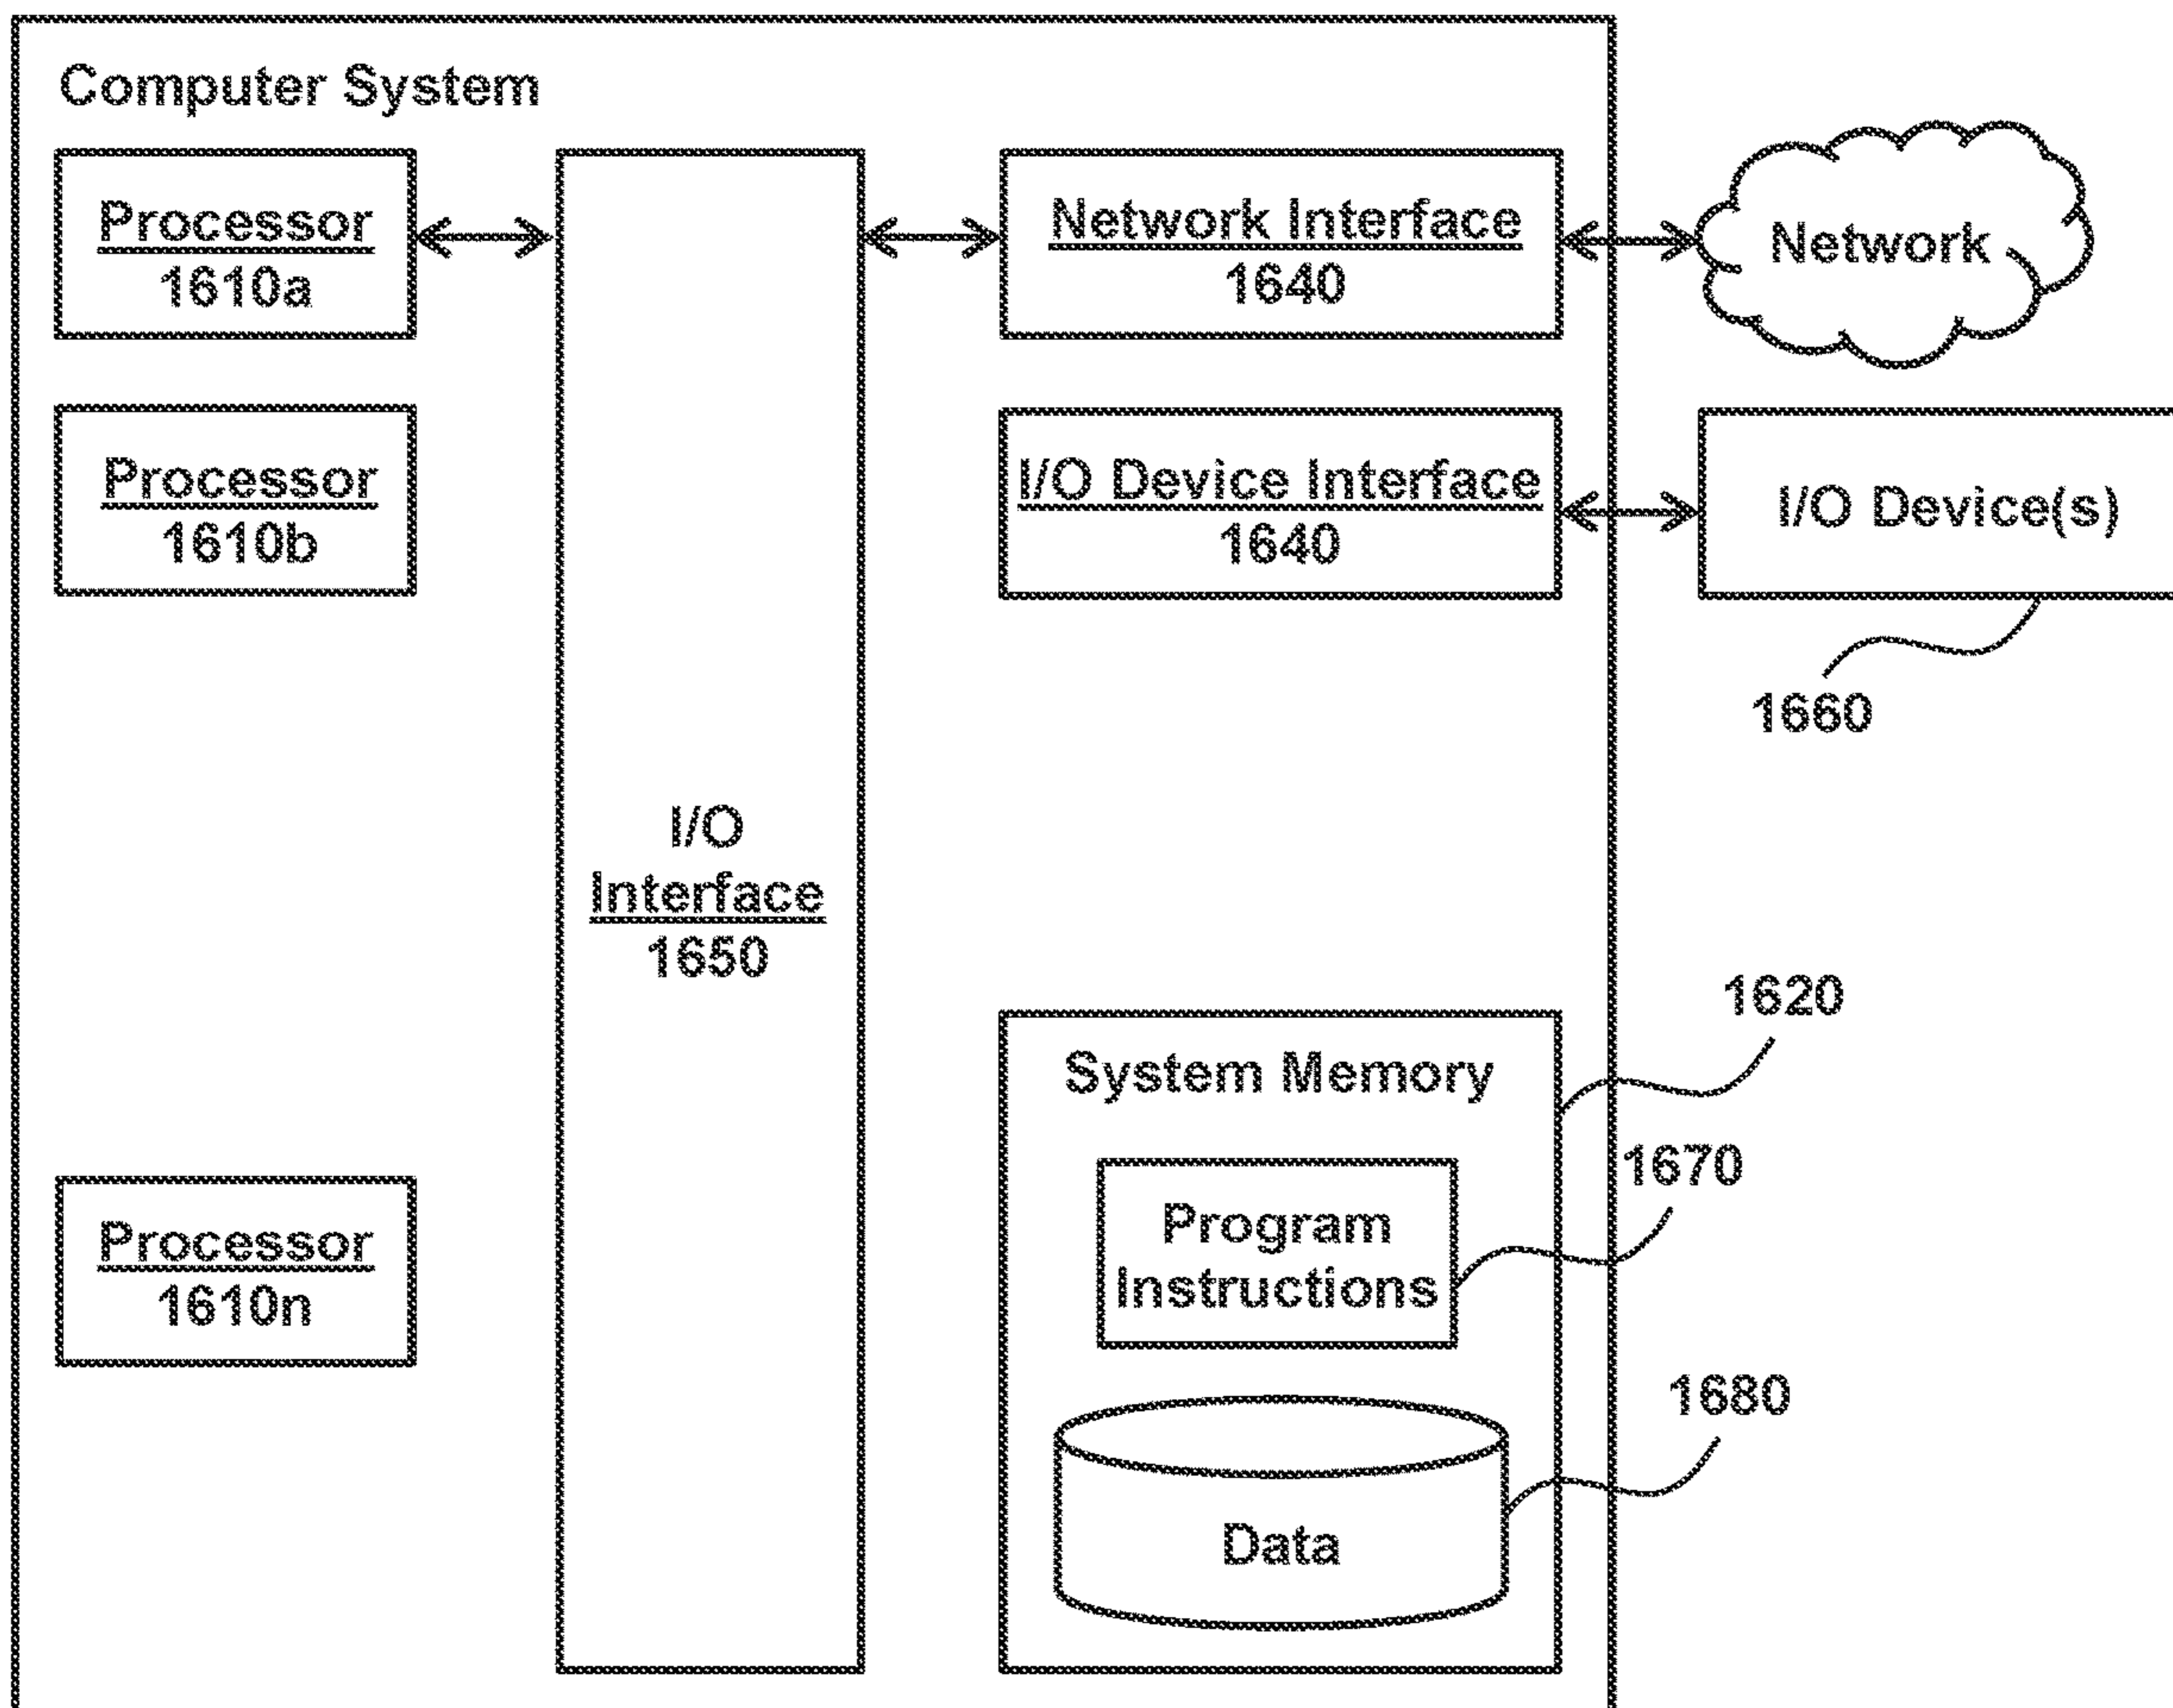 Computer System
Processor
1610a
Network Interface
1640
Network
Processor
1610b
I/O Device Interface
1640
I/O Device(s)
1660
I/O
Interface
1650
1620
System Memory
1670
Program
Instructions
Processor
1610n
1680
Data